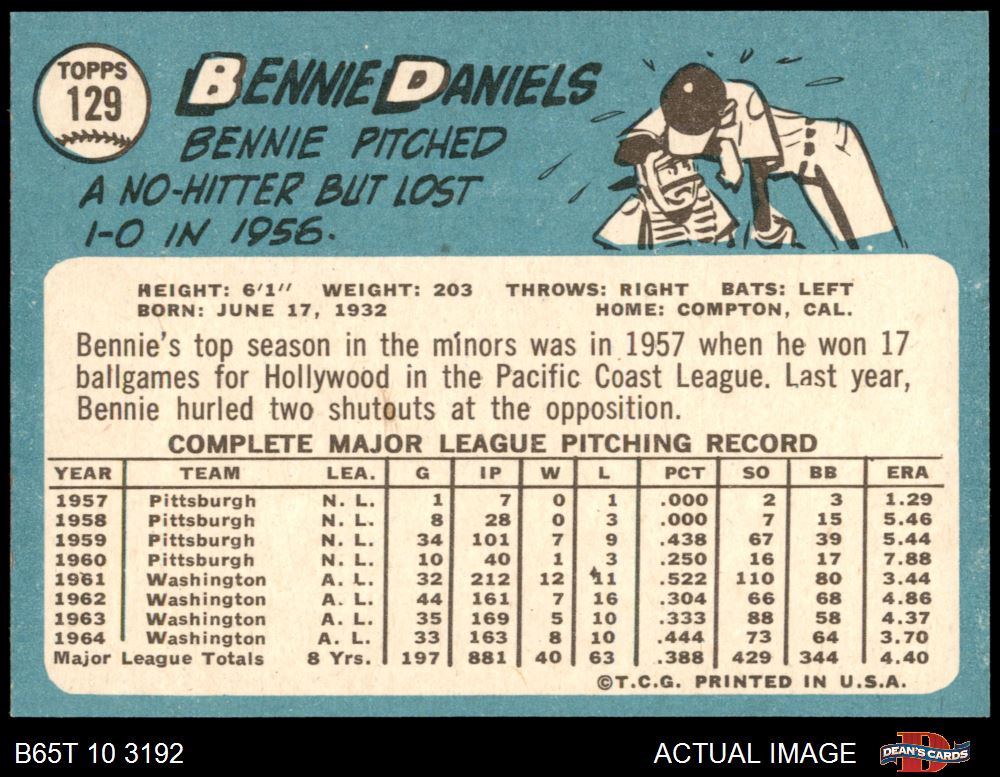 TOPPS
129
BENNIE DANIELS
BENNIE PITCHED
A NO-HITTER BUT LOST
1-0 IN 1956.
HEIGHT: 6'1" WEIGHT: 203 THROWS: RIGHT BATS: LEFT
BORN: JUNE 17, 1932 HOME: COMPTON, CAL.
Bennie's top season in the minors was in 1957 when he won 17
ballgames for Hollywood in the Pacific Coast League. Last year,
Bennie hurled two shutouts at the opposition.
COMPLETE MAJOR LEAGUE PITCHING RECORD
YEAR TEAM LEA. G IP W L PCT SO BB ERA
1957 Pittsburgh N. L. 1 7 0 1 .000 2 3 1.29
1958 Pittsburgh N. L. 8 28 0 3 .000 7 15 5.46
1959 Pittsburgh N. L. 34 101 7 9 .438 67 39 5.44
1960 Pittsburgh N. L. 10 40 1 3 .250 16 17 7.88
1961 Washington A. L. 32 212 12 11 .522 110 80 3.44
1962 Washington A. L. 44 161 7 16 .304 66 68 4.86
1963 Washington A. L. 35 169 5 10 .333 88 58 4.37
1964 Washington A. L. 33 163 8 10 .444 73 64 3.70
Major League Totals 8 Yrs. 197 881 40 63 .388 429 344 4.40
©T.C.G. PRINTED IN U.S.A.
B65T 10 3192 ACTUAL IMAGE DEAN'S CARDS